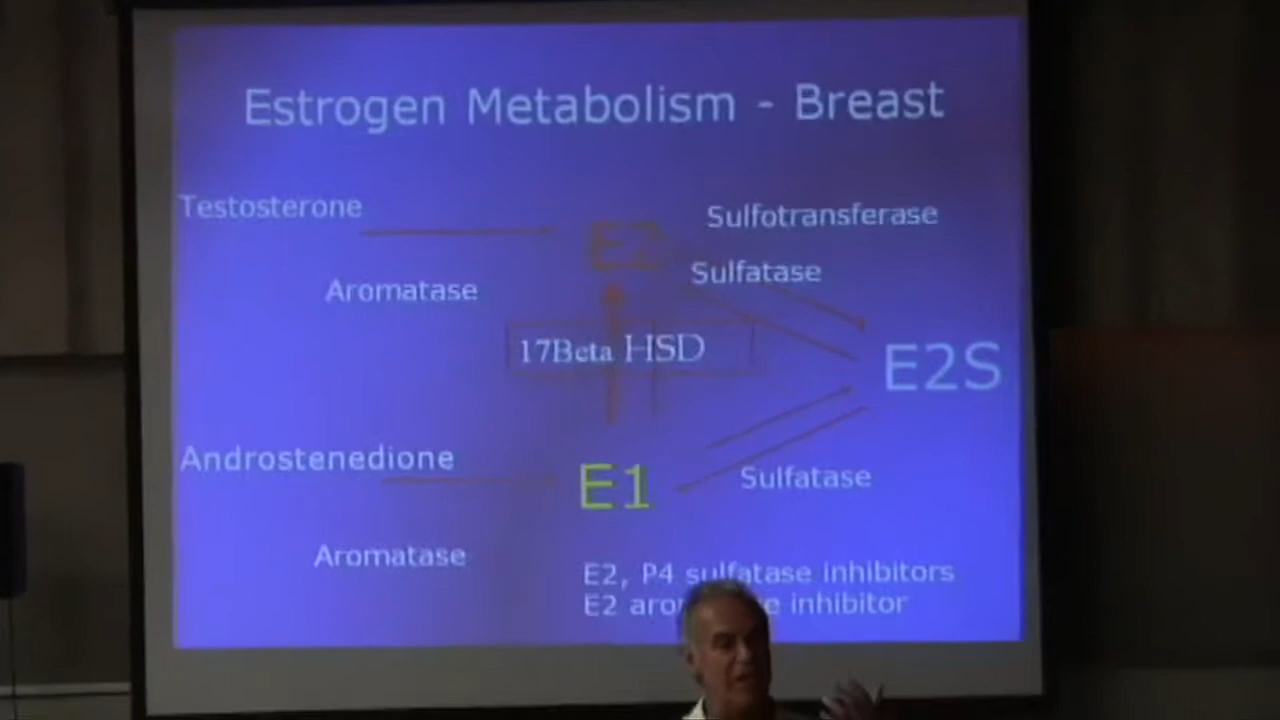 Estrogen Metabolism - Breast
Testosterone
Sulfotransferase
E2
Sulfatase
Aromatase
17Beta HSD
E2S
Androstenedione
E1
Sulfatase
Aromatase
E2, P4 sulfatase inhibitors
E2 inhibitor